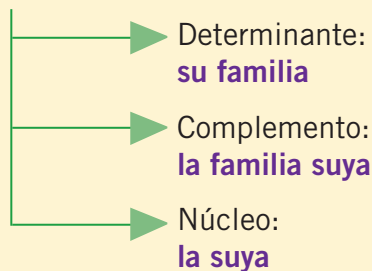 Determinante:
su familia
Complemento:
la familia suya
Núcleo:
la suya